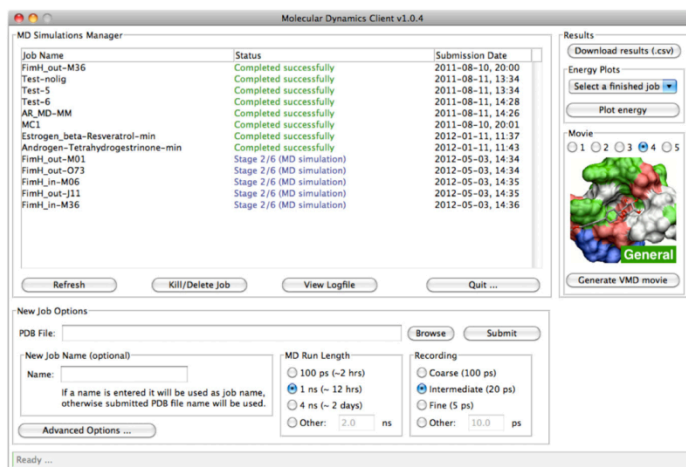 Molecular Dynamics Client v1.0.4
MD Simulations Manager
Job Name Status Submission Date
FimH_out-M36 Completed successfully 2011-08-10, 20:00
Test-nolig Completed successfully 2011-08-11, 13:34
Test-5 Completed successfully 2011-08-11, 13:34
Test-6 Completed successfully 2011-08-11, 14:28
AR_MD-MM Completed successfully 2011-08-11, 14:26
MC1 Completed successfully 2011-08-10, 20:01
Estrogen_beta-Resveratrol-min Completed successfully 2012-01-11, 11:37
Androgen-Tetrahydrogestrinone-min Completed successfully 2012-01-11, 11:43
FimH_out-M01 Stage 2/6 (MD simulation) 2012-05-03, 14:34
FimH_out-O73 Stage 2/6 (MD simulation) 2012-05-03, 14:34
FimH_in-M06 Stage 2/6 (MD simulation) 2012-05-03, 14:35
FimH_out-J11 Stage 2/6 (MD simulation) 2012-05-03, 14:35
FimH_in-M36 Stage 2/6 (MD simulation) 2012-05-03, 14:36
Refresh Kill/Delete Job View Logfile Quit ...
Results
Download results (.csv)
Energy Plots
Select a finished job
Plot energy
Movie
1 2 3 4 5
General
Generate VMD movie
New Job Options
PDB File: Browse Submit
New Job Name (optional)
Name:
If a name is entered it will be used as job name,
otherwise submitted PDB file name will be used.
Advanced Options ...
MD Run Length
100 ps (~2 hrs)
1 ns (~ 12 hrs)
4 ns (~ 2 days)
Other: 2.0 ns
Recording
Coarse (100 ps)
Intermediate (20 ps)
Fine (5 ps)
Other: 10.0 ps
Ready ...